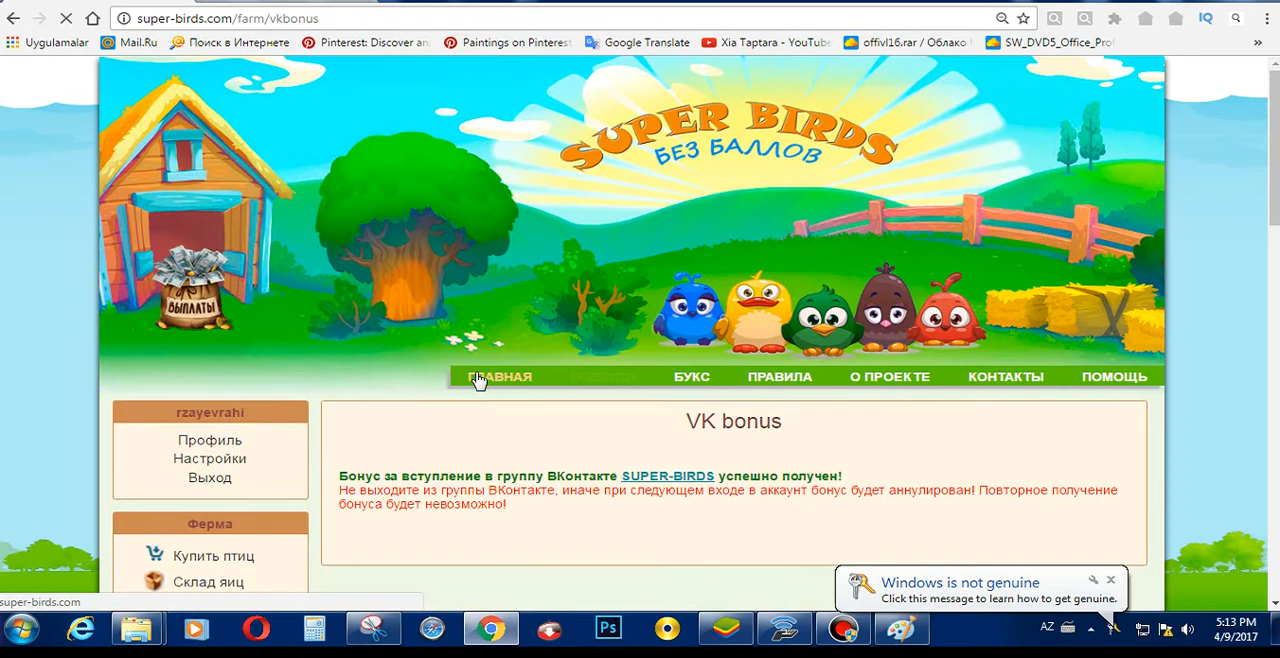 super-birds.com/farm/vkbonus
IQ
Uygulamalar
Mail.Ru
Поиск в Интернете
Pinterest: Discover an
Paintings on Pinterest
Google Translate
Xia Taptara - YouTube
offivl16.rar / Облако
SW_DVD5_Office_Pro
SUPER BIRDS
БЕЗ БАЛЛОВ
ВЫПЛАТЫ
ГЛАВНАЯ
БУКС
ПРАВИЛА
О ПРОЕКТЕ
КОНТАКТЫ
ПОМОЩЬ
rzayevrahi
Профиль
Настройки
Выход
VK bonus
Бонус за вступление в группу ВКонтакте SUPER-BIRDS успешно получен!
Не выходите из группы ВКонтакте, иначе при следующем входе в аккаунт бонус будет аннулирован! Повторное получение
бонуса будет невозможно!
Ферма
Купить птиц
Склад яиц
Windows is not genuine
Click this message to learn how to get genuine.
super-birds.com
Ps
AZ
5:13 PM
4/9/2017